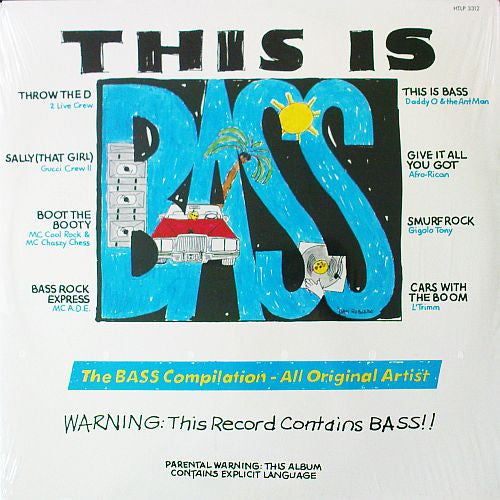 HTLP 3312
THIS IS
BASS
THROW THE D
2 Live Crew
SALLY (THAT GIRL)
Gucci Crew II
BOOT THE
BOOTY
MC Cool Rock &
MC Chaszy Chess
BASS ROCK
EXPRESS
MC A.D.E.
THIS IS BASS
Daddy O & the Ant Man
GIVE IT ALL
YOU GOT
Afro-Rican
SMURF ROCK
Gigolo Tony
CARS WITH
THE BOOM
L'Trimm
The BASS Compilation - All Original Artist
WARNING: This Record Contains BASS!!
PARENTAL WARNING: THIS ALBUM
CONTAINS EXPLICIT LANGUAGE